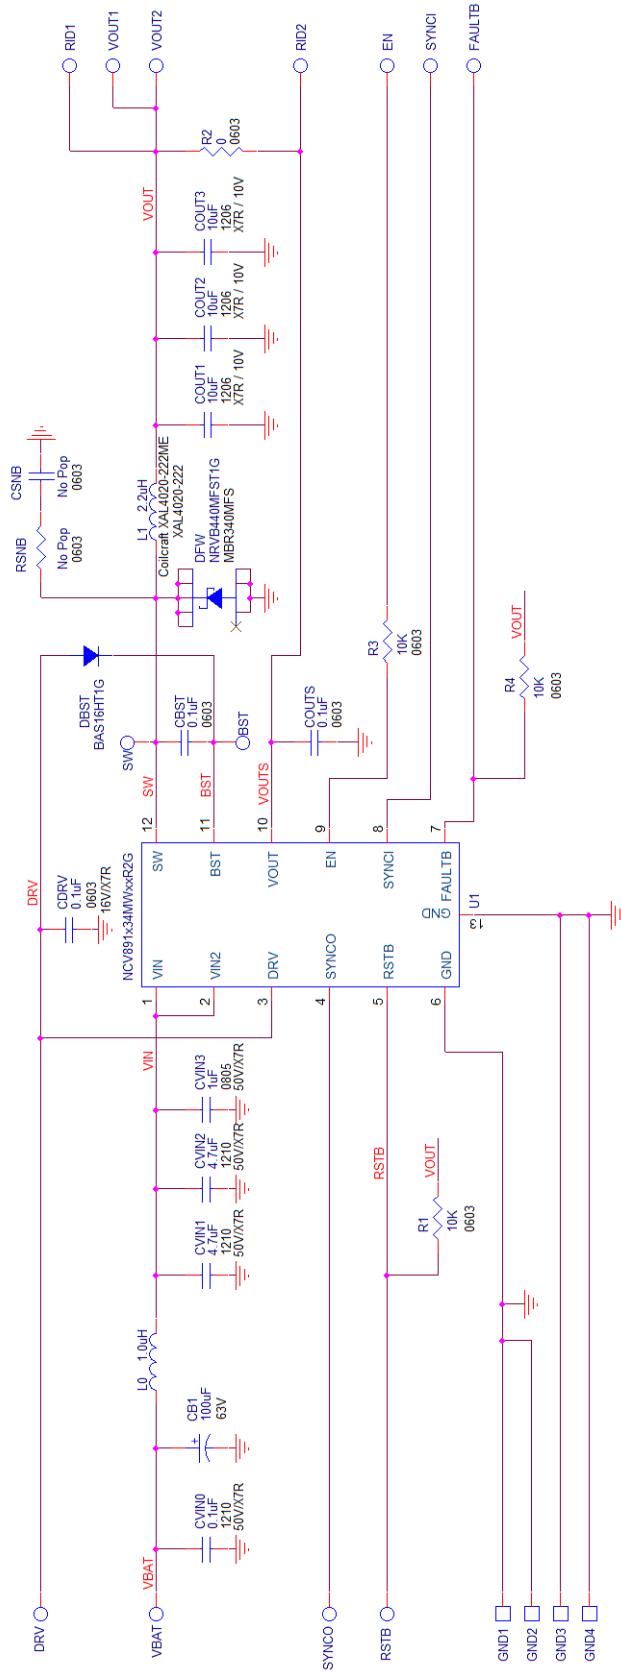 DRV
VBAT
SYNCO
RSTB
GND1
GND2
GND3
GND4
VBAT
CVIN0
0.1uF
1210
50V/X7R
CB1
100uF
63V
+
L0 1.0uH
CVIN1
4.7uF
1210
50V/X7R
CVIN2
4.7uF
1210
50V/X7R
CVIN3
1uF
0805
50V/X7R
VIN
RSTB
R1
10K
0603
VOUT
DRV
CDRV
0.1uF
0603
16V/X7R
NCV891x34MWxxR2G
1 VIN
2 VIN2
3 DRV
4 SYNCO
5 RSTB
6 GND
SW 12
BST 11
VOUT 10
EN 9
SYNCI 8
FAULTB 7
GND
13
U1
SW
BST
VOUTS
SW
CBST
0.1uF
0603
BST
DBST
BAS16HT1G
COUTS
0.1uF
0603
R3
10K
0603
R4
10K
0603
VOUT
RSNB
No Pop
0603
CSNB
No Pop
0603
L1 2.2uH
Coilcraft XAL4020-222ME
XAL4020-222
DFW
NRVB440MFST1G
MBR340MFS
COUT1
10uF
1206
X7R / 10V
COUT2
10uF
1206
X7R / 10V
COUT3
10uF
1206
X7R / 10V
VOUT
R2
0
0603
RID1
VOUT1
VOUT2
RID2
EN
SYNCI
FAULTB